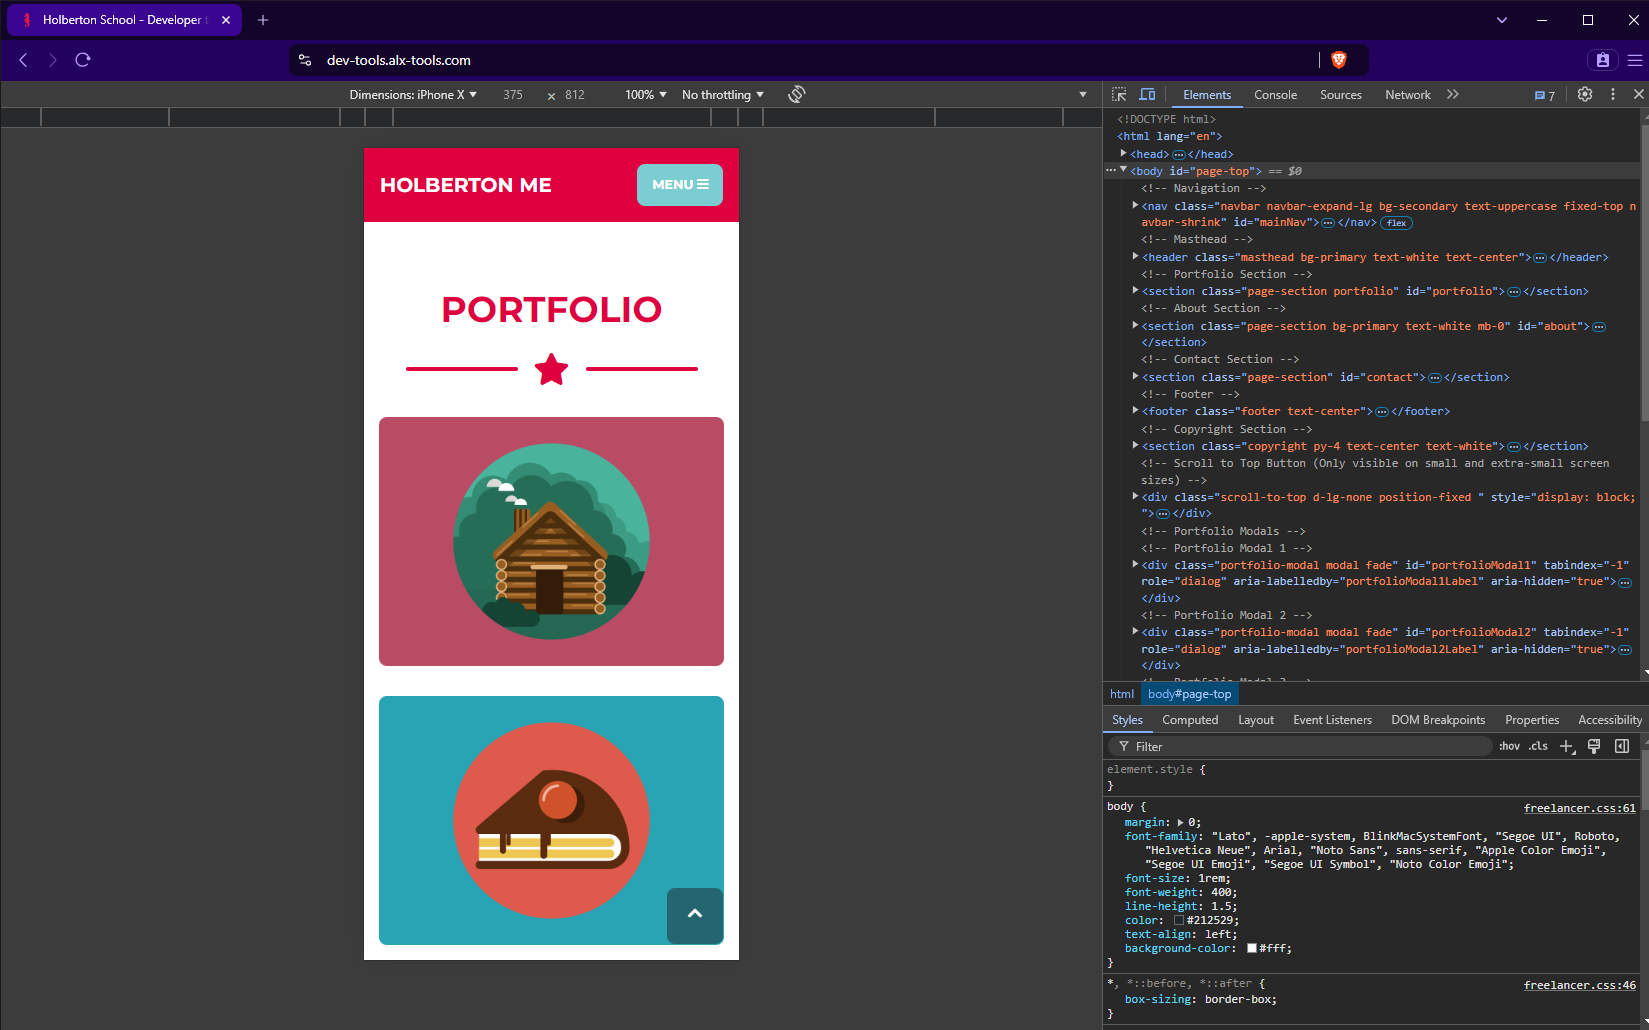 Holberton School - Developer
dev-tools.alx-tools.com
Dimensions: iPhone X
375
×
812
100%
No throttling
Elements
Console
Sources
Network
7
HOLBERTON ME
MENU
PORTFOLIO
<!DOCTYPE html>
<html lang="en">
<head>…</head>
<body id="page-top"> == $0
<!-- Navigation -->
<nav class="navbar navbar-expand-lg bg-secondary text-uppercase fixed-top n
avbar-shrink" id="mainNav">…</nav> flex
<!-- Masthead -->
<header class="masthead bg-primary text-white text-center">…</header>
<!-- Portfolio Section -->
<section class="page-section portfolio" id="portfolio">…</section>
<!-- About Section -->
<section class="page-section bg-primary text-white mb-0" id="about">…
</section>
<!-- Contact Section -->
<section class="page-section" id="contact">…</section>
<!-- Footer -->
<footer class="footer text-center">…</footer>
<!-- Copyright Section -->
<section class="copyright py-4 text-center text-white">…</section>
<!-- Scroll to Top Button (Only visible on small and extra-small screen
sizes) -->
<div class="scroll-to-top d-lg-none position-fixed " style="display: block;
">…</div>
<!-- Portfolio Modals -->
<!-- Portfolio Modal 1 -->
<div class="portfolio-modal modal fade" id="portfolioModal1" tabindex="-1"
role="dialog" aria-labelledby="portfolioModal1Label" aria-hidden="true">…
</div>
<!-- Portfolio Modal 2 -->
<div class="portfolio-modal modal fade" id="portfolioModal2" tabindex="-1"
role="dialog" aria-labelledby="portfolioModal2Label" aria-hidden="true">…
</div>
html
body#page-top
Styles
Computed
Layout
Event Listeners
DOM Breakpoints
Properties
Accessibility
Filter
:hov
.cls
element.style {
}
body {
freelancer.css:61
margin: 0;
font-family: "Lato", -apple-system, BlinkMacSystemFont, "Segoe UI", Roboto,
"Helvetica Neue", Arial, "Noto Sans", sans-serif, "Apple Color Emoji",
"Segoe UI Emoji", "Segoe UI Symbol", "Noto Color Emoji";
font-size: 1rem;
font-weight: 400;
line-height: 1.5;
color: #212529;
text-align: left;
background-color: #fff;
}
*, *::before, *::after {
freelancer.css:46
box-sizing: border-box;
}